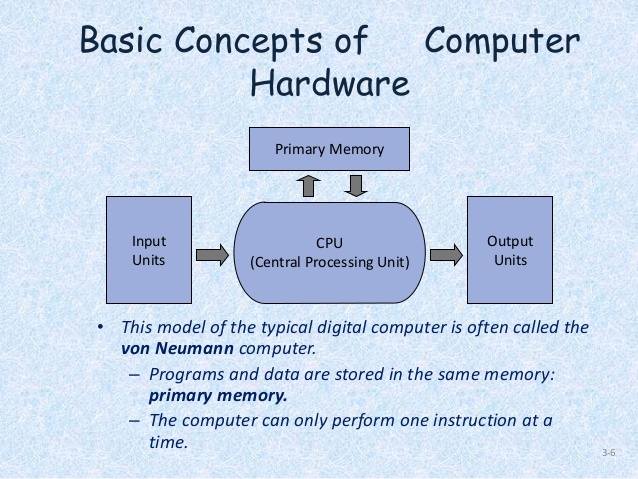 Basic Concepts of Computer
Hardware
Primary Memory
Input
Units
CPU
(Central Processing Unit)
Output
Units
• This model of the typical digital computer is often called the
von Neumann computer.
– Programs and data are stored in the same memory:
primary memory.
– The computer can only perform one instruction at a
time.
3-6